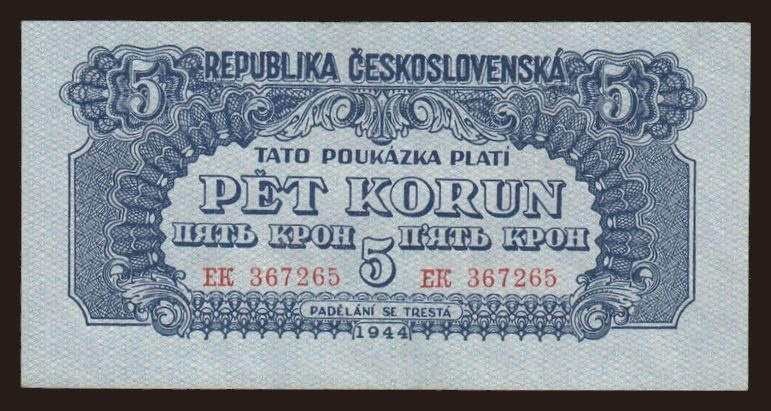 5 REPUBLIKA ČESKOSLOVENSKÁ 5
TATO POUKÁZKA PLATÍ
PĚT KORUN
ПЯТЬ КРОН П'ЯТЬ КРОН
5
ЕК 367265 ЕК 367265
PADĚLÁNÍ SE TRESTÁ
1944